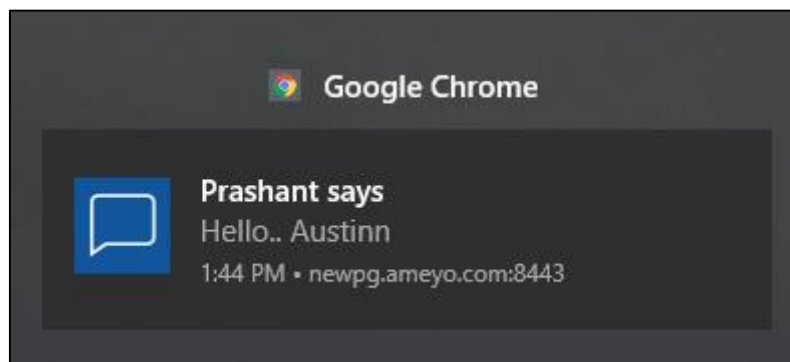 Google Chrome
Prashant says
Hello.. Austinn
1:44 PM • newpg.ameyo.com:8443